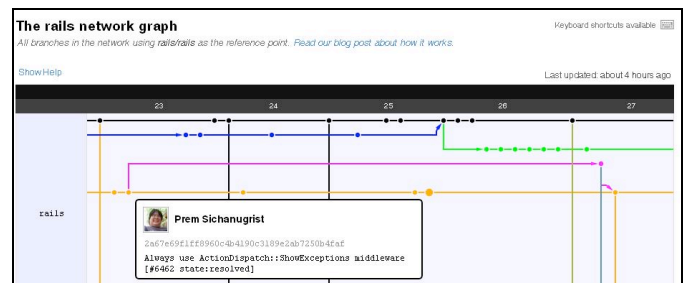 The rails network graph
Keyboard shortcuts available
All branches in the network using rails/rails as the reference point. Read our blog post about how it works.
Show Help
Last updated: about 4 hours ago
23 24 25 26 27
rails
Prem Sichanugrist
2a67e69f1ff8960c4b4190c3189e2ab7250b4faf
Always use ActionDispatch::ShowExceptions middleware
[#6462 state:resolved]